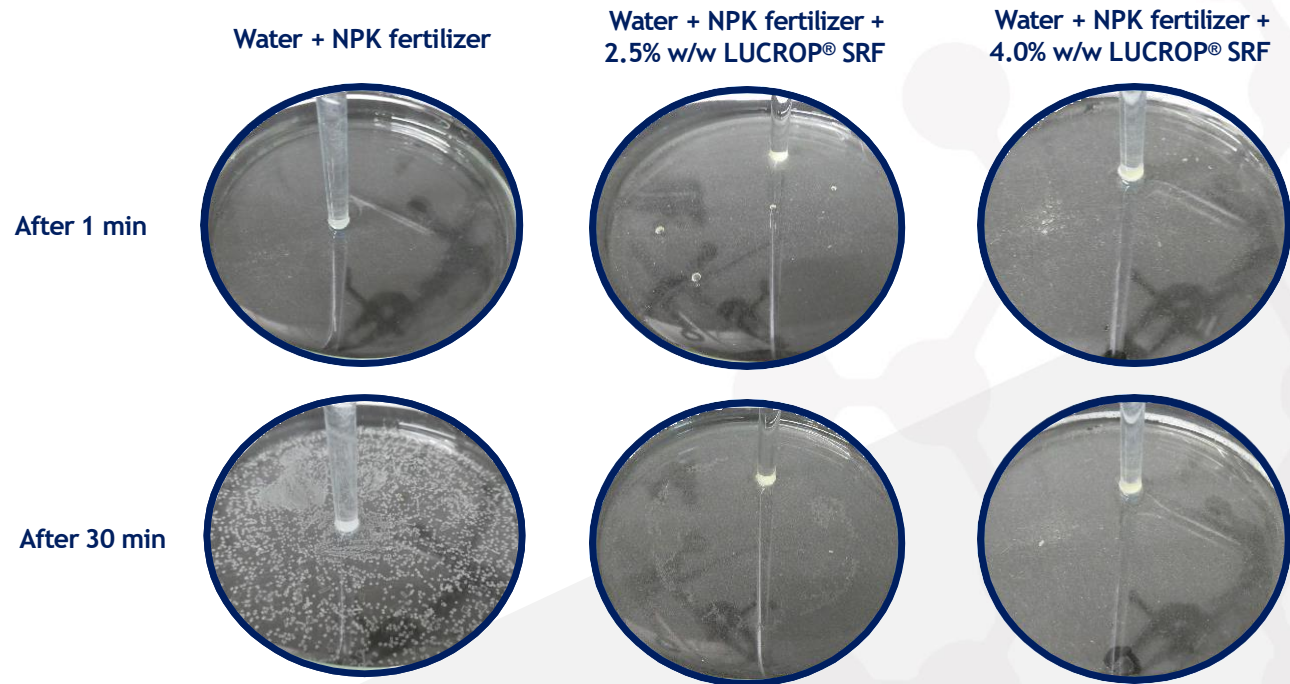 Water + NPK fertilizer
Water + NPK fertilizer +
2.5% w/w LUCROP® SRF
Water + NPK fertilizer +
4.0% w/w LUCROP® SRF
After 1 min
After 30 min